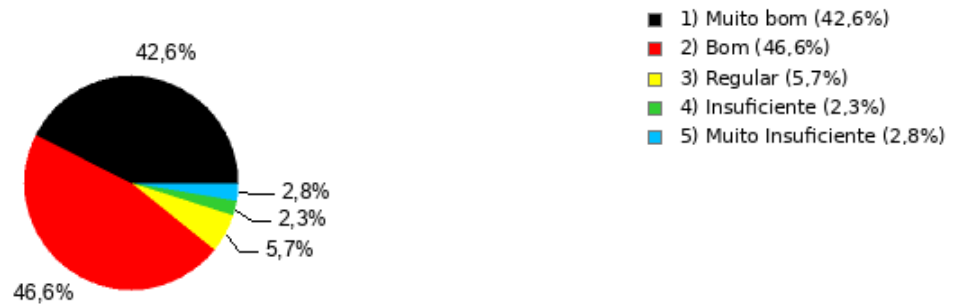 1) Muito bom (42,6%)
2) Bom (46,6%)
3) Regular (5,7%)
4) Insuficiente (2,3%)
5) Muito Insuficiente (2,8%)
42,6%
2,8%
2,3%
5,7%
46,6%